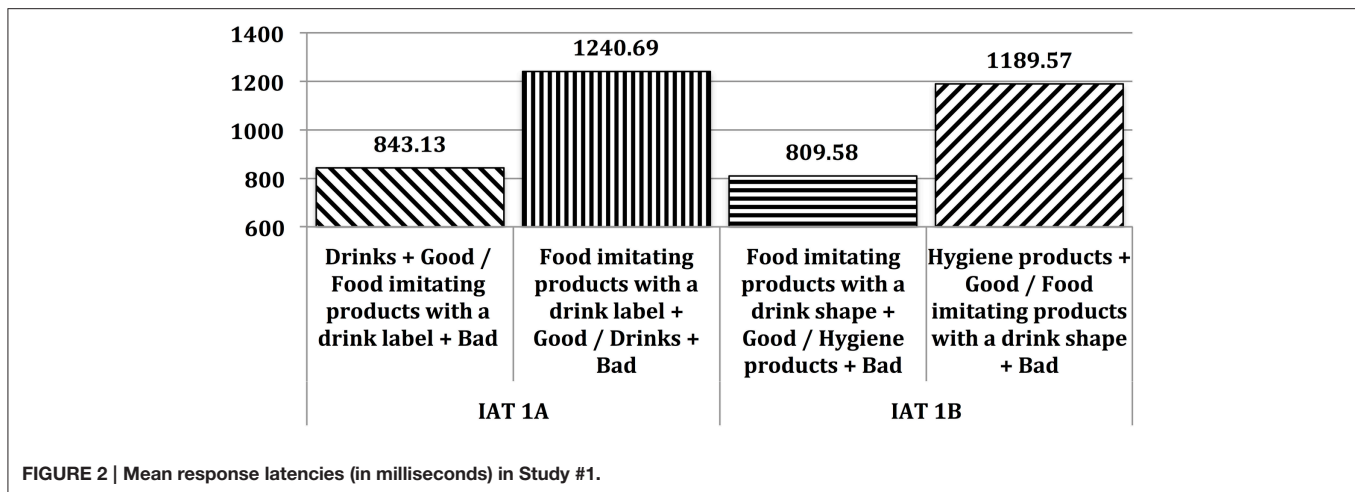 1400
1200
1000
800
600
843.13
1240.69
809.58
1189.57
Drinks + Good /
Food imitating
products with a
drink label + Bad
Food imitating
products with a
drink label +
Good / Drinks +
Bad
Food imitating
products with a
drink shape +
Good / Hygiene
products + Bad
Hygiene products +
Good / Food
imitating products
with a drink shape
+ Bad
IAT 1A
IAT 1B
FIGURE 2 | Mean response latencies (in milliseconds) in Study #1.